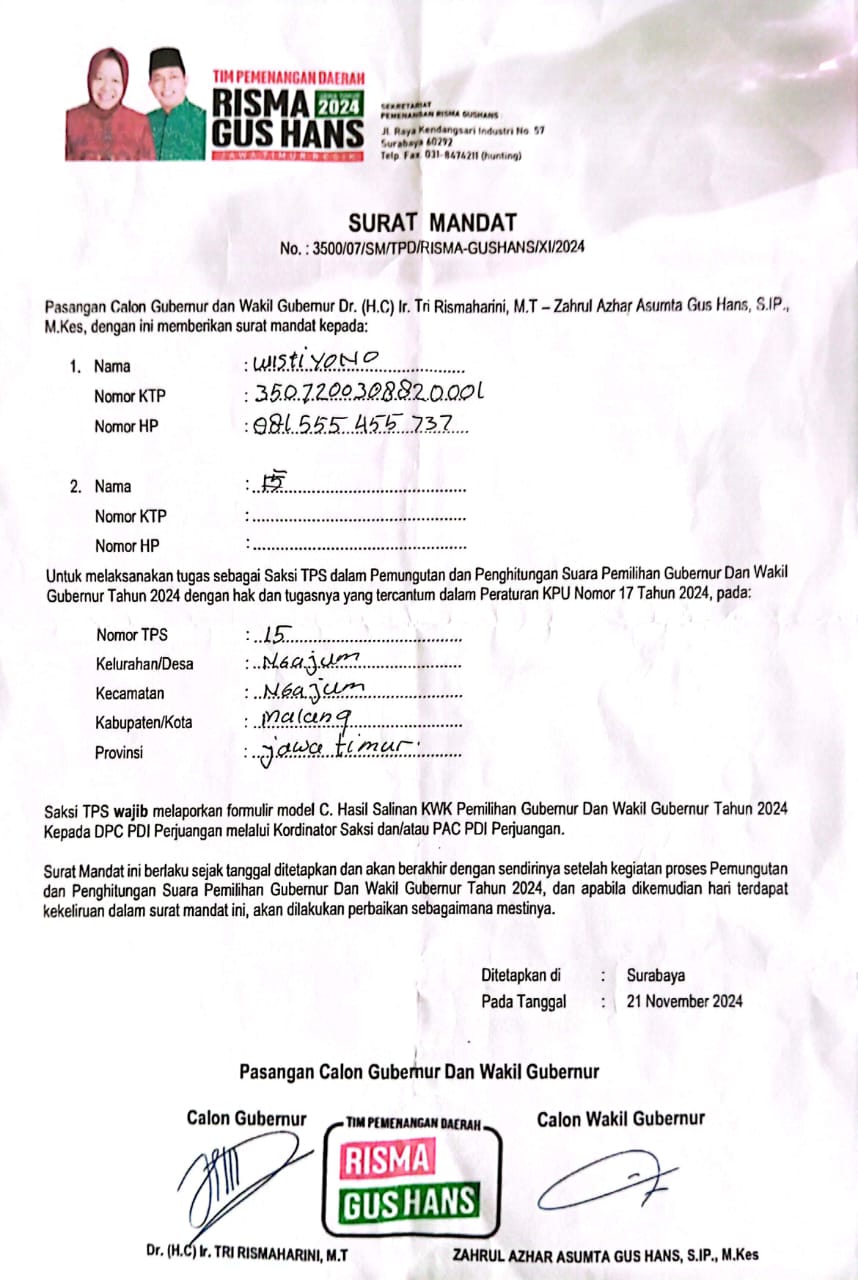 TIM PEMENANGAN DAERAH
RISMA JAWA TIMUR 2024
GUS HANS
JAWA TIMUR RESIK
SEKRETARIAT
PEMENANGAN RISMA GUSHANS
Jl. Raya Kendangsari Industri No. 57
Surabaya 60292
Telp. Fax. 031-8474211 (hunting)
SURAT MANDAT
No. : 3500/07/SM/TPD/RISMA-GUSHANS/XI/2024
Pasangan Calon Gubernur dan Wakil Gubernur Dr. (H.C) Ir. Tri Rismaharini, M.T – Zahrul Azhar Asumta Gus Hans, S.IP.,
M.Kes, dengan ini memberikan surat mandat kepada:
1. Nama : WISTIYONO
Nomor KTP : 3507200308820001
Nomor HP : 081 555 455 737
2. Nama :
Nomor KTP :
Nomor HP :
Untuk melaksanakan tugas sebagai Saksi TPS dalam Pemungutan dan Penghitungan Suara Pemilihan Gubernur Dan Wakil
Gubernur Tahun 2024 dengan hak dan tugasnya yang tercantum dalam Peraturan KPU Nomor 17 Tahun 2024, pada:
Nomor TPS : 15
Kelurahan/Desa : Ngajum
Kecamatan : Ngajum
Kabupaten/Kota : malang
Provinsi : jawa timur
Saksi TPS wajib melaporkan formulir model C. Hasil Salinan KWK Pemilihan Gubernur Dan Wakil Gubernur Tahun 2024
Kepada DPC PDI Perjuangan melalui Kordinator Saksi dan/atau PAC PDI Perjuangan.
Surat Mandat ini berlaku sejak tanggal ditetapkan dan akan berakhir dengan sendirinya setelah kegiatan proses Pemungutan
dan Penghitungan Suara Pemilihan Gubernur Dan Wakil Gubernur Tahun 2024, dan apabila dikemudian hari terdapat
kekeliruan dalam surat mandat ini, akan dilakukan perbaikan sebagaimana mestinya.
Ditetapkan di : Surabaya
Pada Tanggal : 21 November 2024
Pasangan Calon Gubernur Dan Wakil Gubernur
Calon Gubernur
Calon Wakil Gubernur
TIM PEMENANGAN DAERAH
RISMA
GUS HANS
Dr. (H.C) Ir. TRI RISMAHARINI, M.T
ZAHRUL AZHAR ASUMTA GUS HANS, S.IP., M.Kes